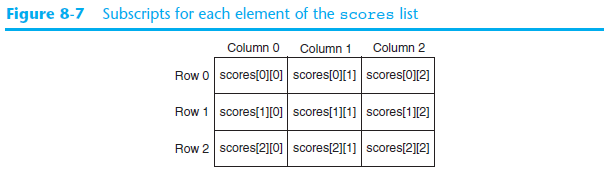 Figure 8-7 Subscripts for each element of the scores list
Column 0 Column 1 Column 2
Row 0 scores[0][0] scores[0][1] scores[0][2]
Row 1 scores[1][0] scores[1][1] scores[1][2]
Row 2 scores[2][0] scores[2][1] scores[2][2]